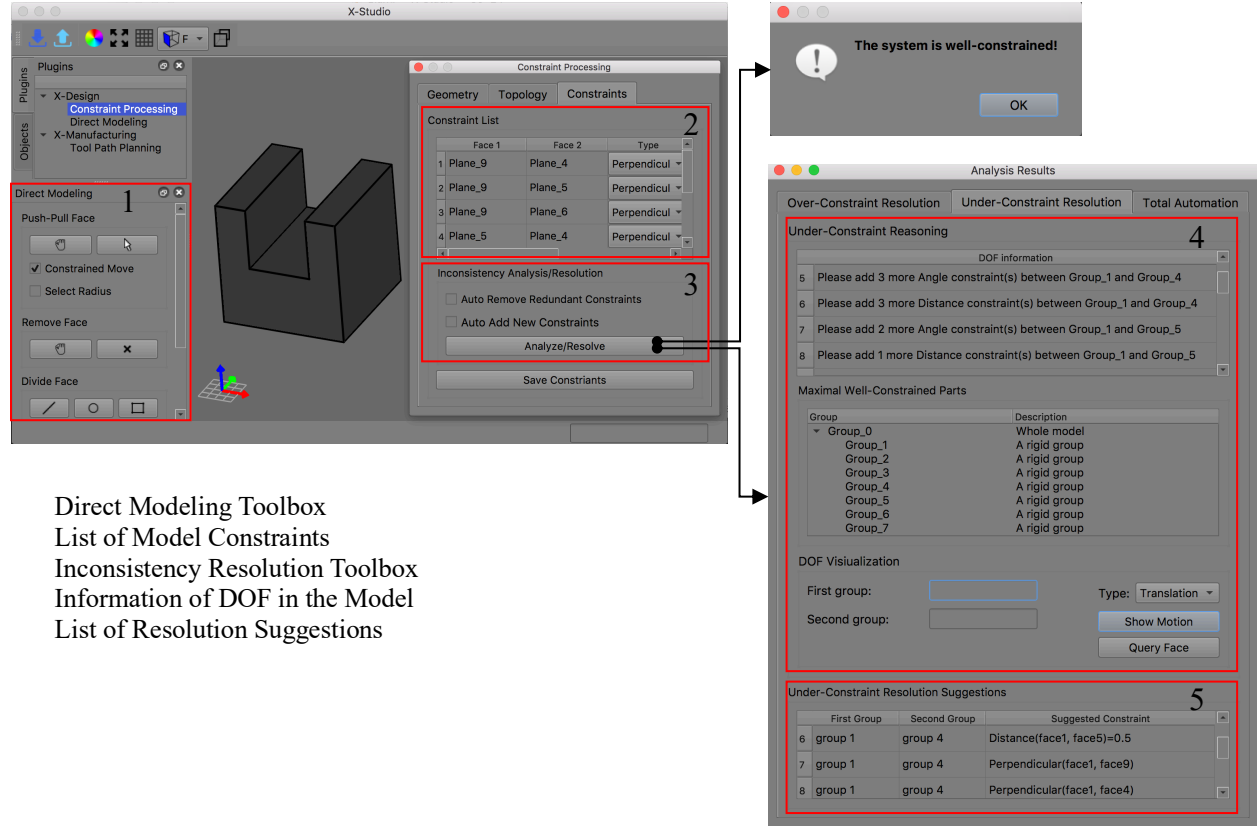 X-Studio
F
Plugins
Objects
Plugins
X-Design
Constraint Processing
Direct Modeling
X-Manufacturing
Tool Path Planning
Direct Modeling
1
Push-Pull Face
Constrained Move
Select Radius
Remove Face
Divide Face
Constraint Processing
Geometry Topology Constraints
Constraint List
2
Face 1 Face 2 Type
1 Plane_9 Plane_4 Perpendicul
2 Plane_9 Plane_5 Perpendicul
3 Plane_9 Plane_6 Perpendicul
4 Plane_5 Plane_4 Perpendicul
Inconsistency Analysis/Resolution
3
Auto Remove Redundant Constraints
Auto Add New Constraints
Analyze/Resolve
Save Constriants
The system is well-constrained!
OK
Analysis Results
Over-Constraint Resolution Under-Constraint Resolution Total Automation
Under-Constraint Reasoning
4
DOF information
5 Please add 3 more Angle constraint(s) between Group_1 and Group_4
6 Please add 3 more Distance constraint(s) between Group_1 and Group_4
7 Please add 2 more Angle constraint(s) between Group_1 and Group_5
8 Please add 1 more Distance constraint(s) between Group_1 and Group_5
Maximal Well-Constrained Parts
Group Description
Group_0 Whole model
Group_1 A rigid group
Group_2 A rigid group
Group_3 A rigid group
Group_4 A rigid group
Group_5 A rigid group
Group_6 A rigid group
Group_7 A rigid group
DOF Visiualization
First group:
Type: Translation
Second group:
Show Motion
Query Face
Under-Constraint Resolution Suggestions
5
First Group Second Group Suggested Constraint
6 group 1 group 4 Distance(face1, face5)=0.5
7 group 1 group 4 Perpendicular(face1, face9)
8 group 1 group 4 Perpendicular(face1, face4)
Direct Modeling Toolbox
List of Model Constraints
Inconsistency Resolution Toolbox
Information of DOF in the Model
List of Resolution Suggestions